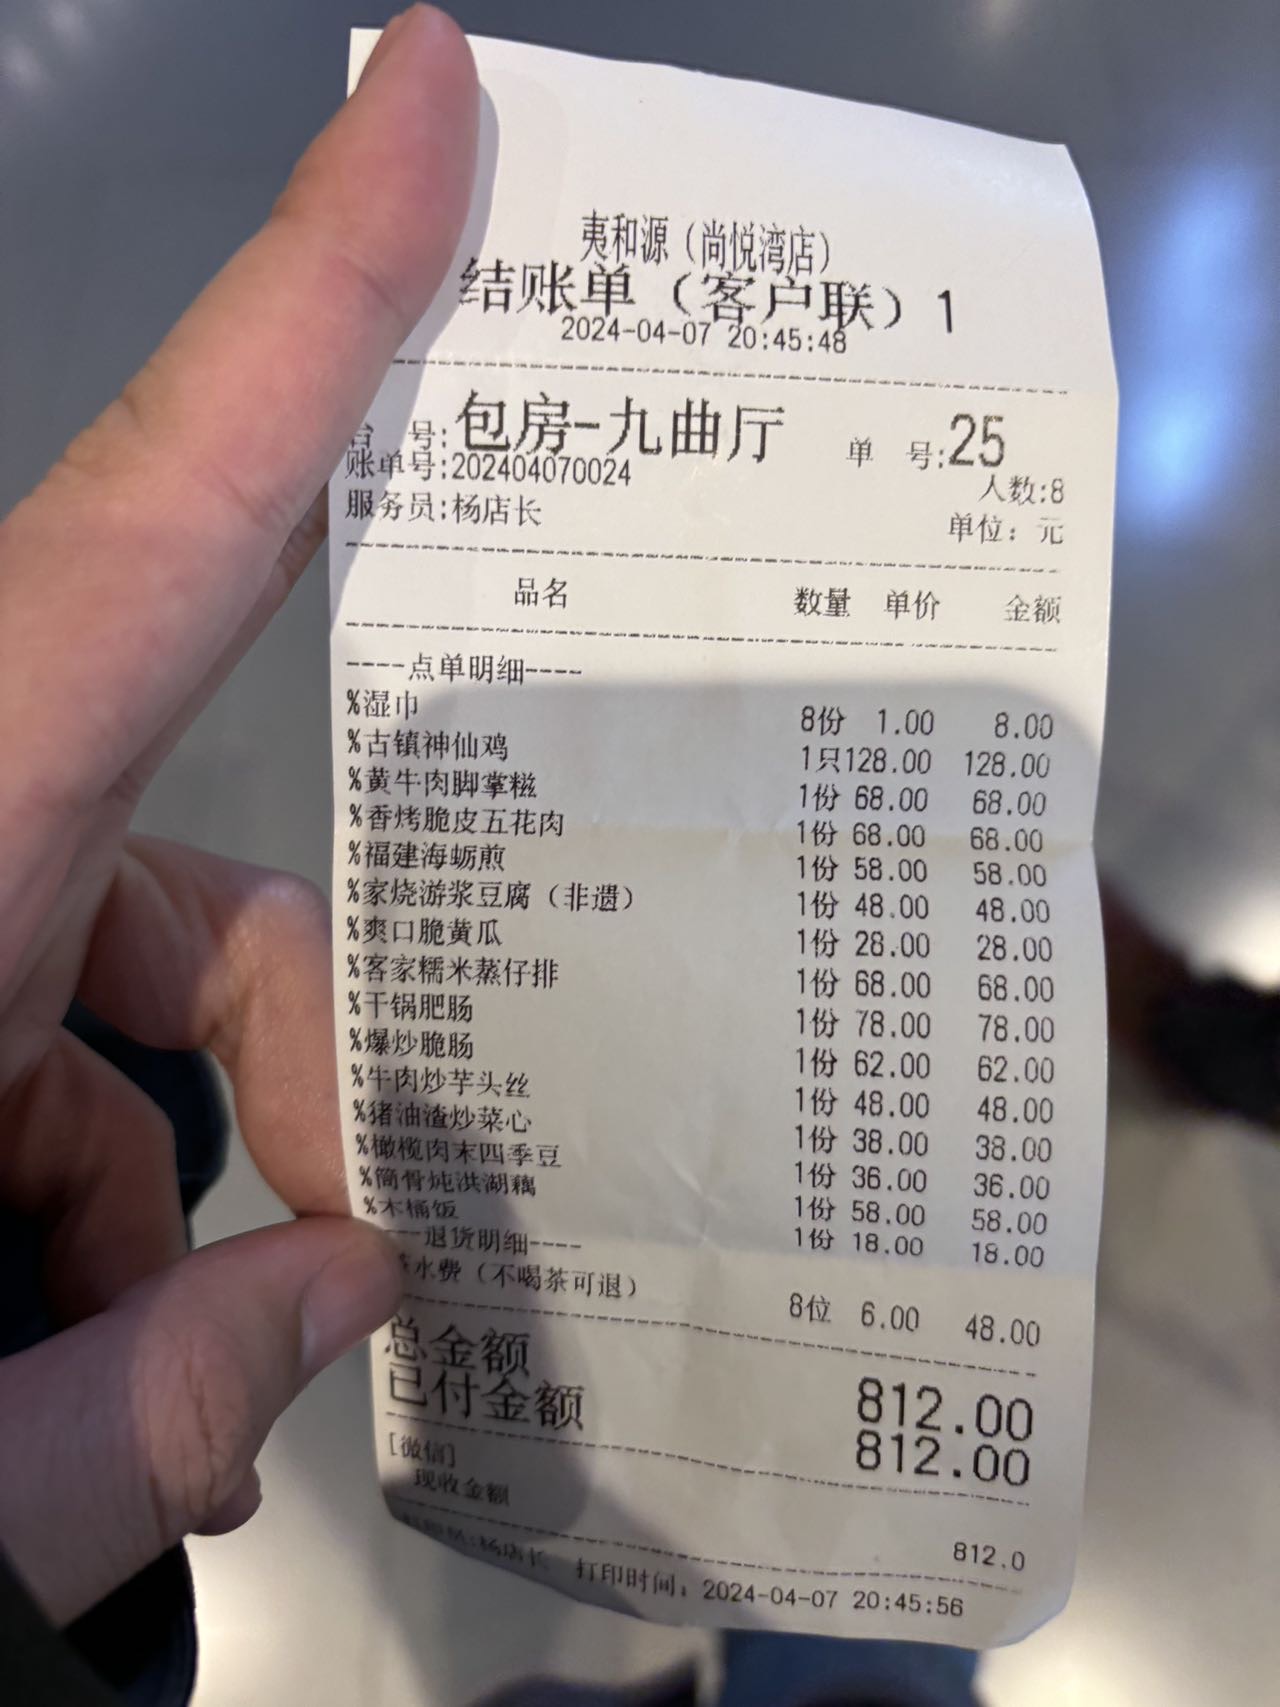 夷和源（尚悦湾店）
结账单（客户联）1
2024-04-07 20:45:48
台 号:包房-九曲厅 单 号:25
账单号:202404070024 人数:8
服务员:杨店长 单位：元
品名 数量 单价 金额
----点单明细----
%湿巾 8份 1.00 8.00
%古镇神仙鸡 1只128.00 128.00
%黄牛肉脚掌糍 1份 68.00 68.00
%香烤脆皮五花肉 1份 68.00 68.00
%福建海蛎煎 1份 58.00 58.00
%家烧游浆豆腐（非遗） 1份 48.00 48.00
%爽口脆黄瓜 1份 28.00 28.00
%客家糯米蒸仔排 1份 68.00 68.00
%干锅肥肠 1份 78.00 78.00
%爆炒脆肠 1份 62.00 62.00
%牛肉炒芋头丝 1份 48.00 48.00
%猪油渣炒菜心 1份 38.00 38.00
%橄榄肉末四季豆 1份 36.00 36.00
%筒骨炖洪湖藕 1份 58.00 58.00
%木桶饭 1份 18.00 18.00
---退货明细----
茶水费（不喝茶可退） 8位 6.00 48.00
总金额 812.00
已付金额 812.00
[微信]
现收金额 812.0
杨店长 打印时间：2024-04-07 20:45:56